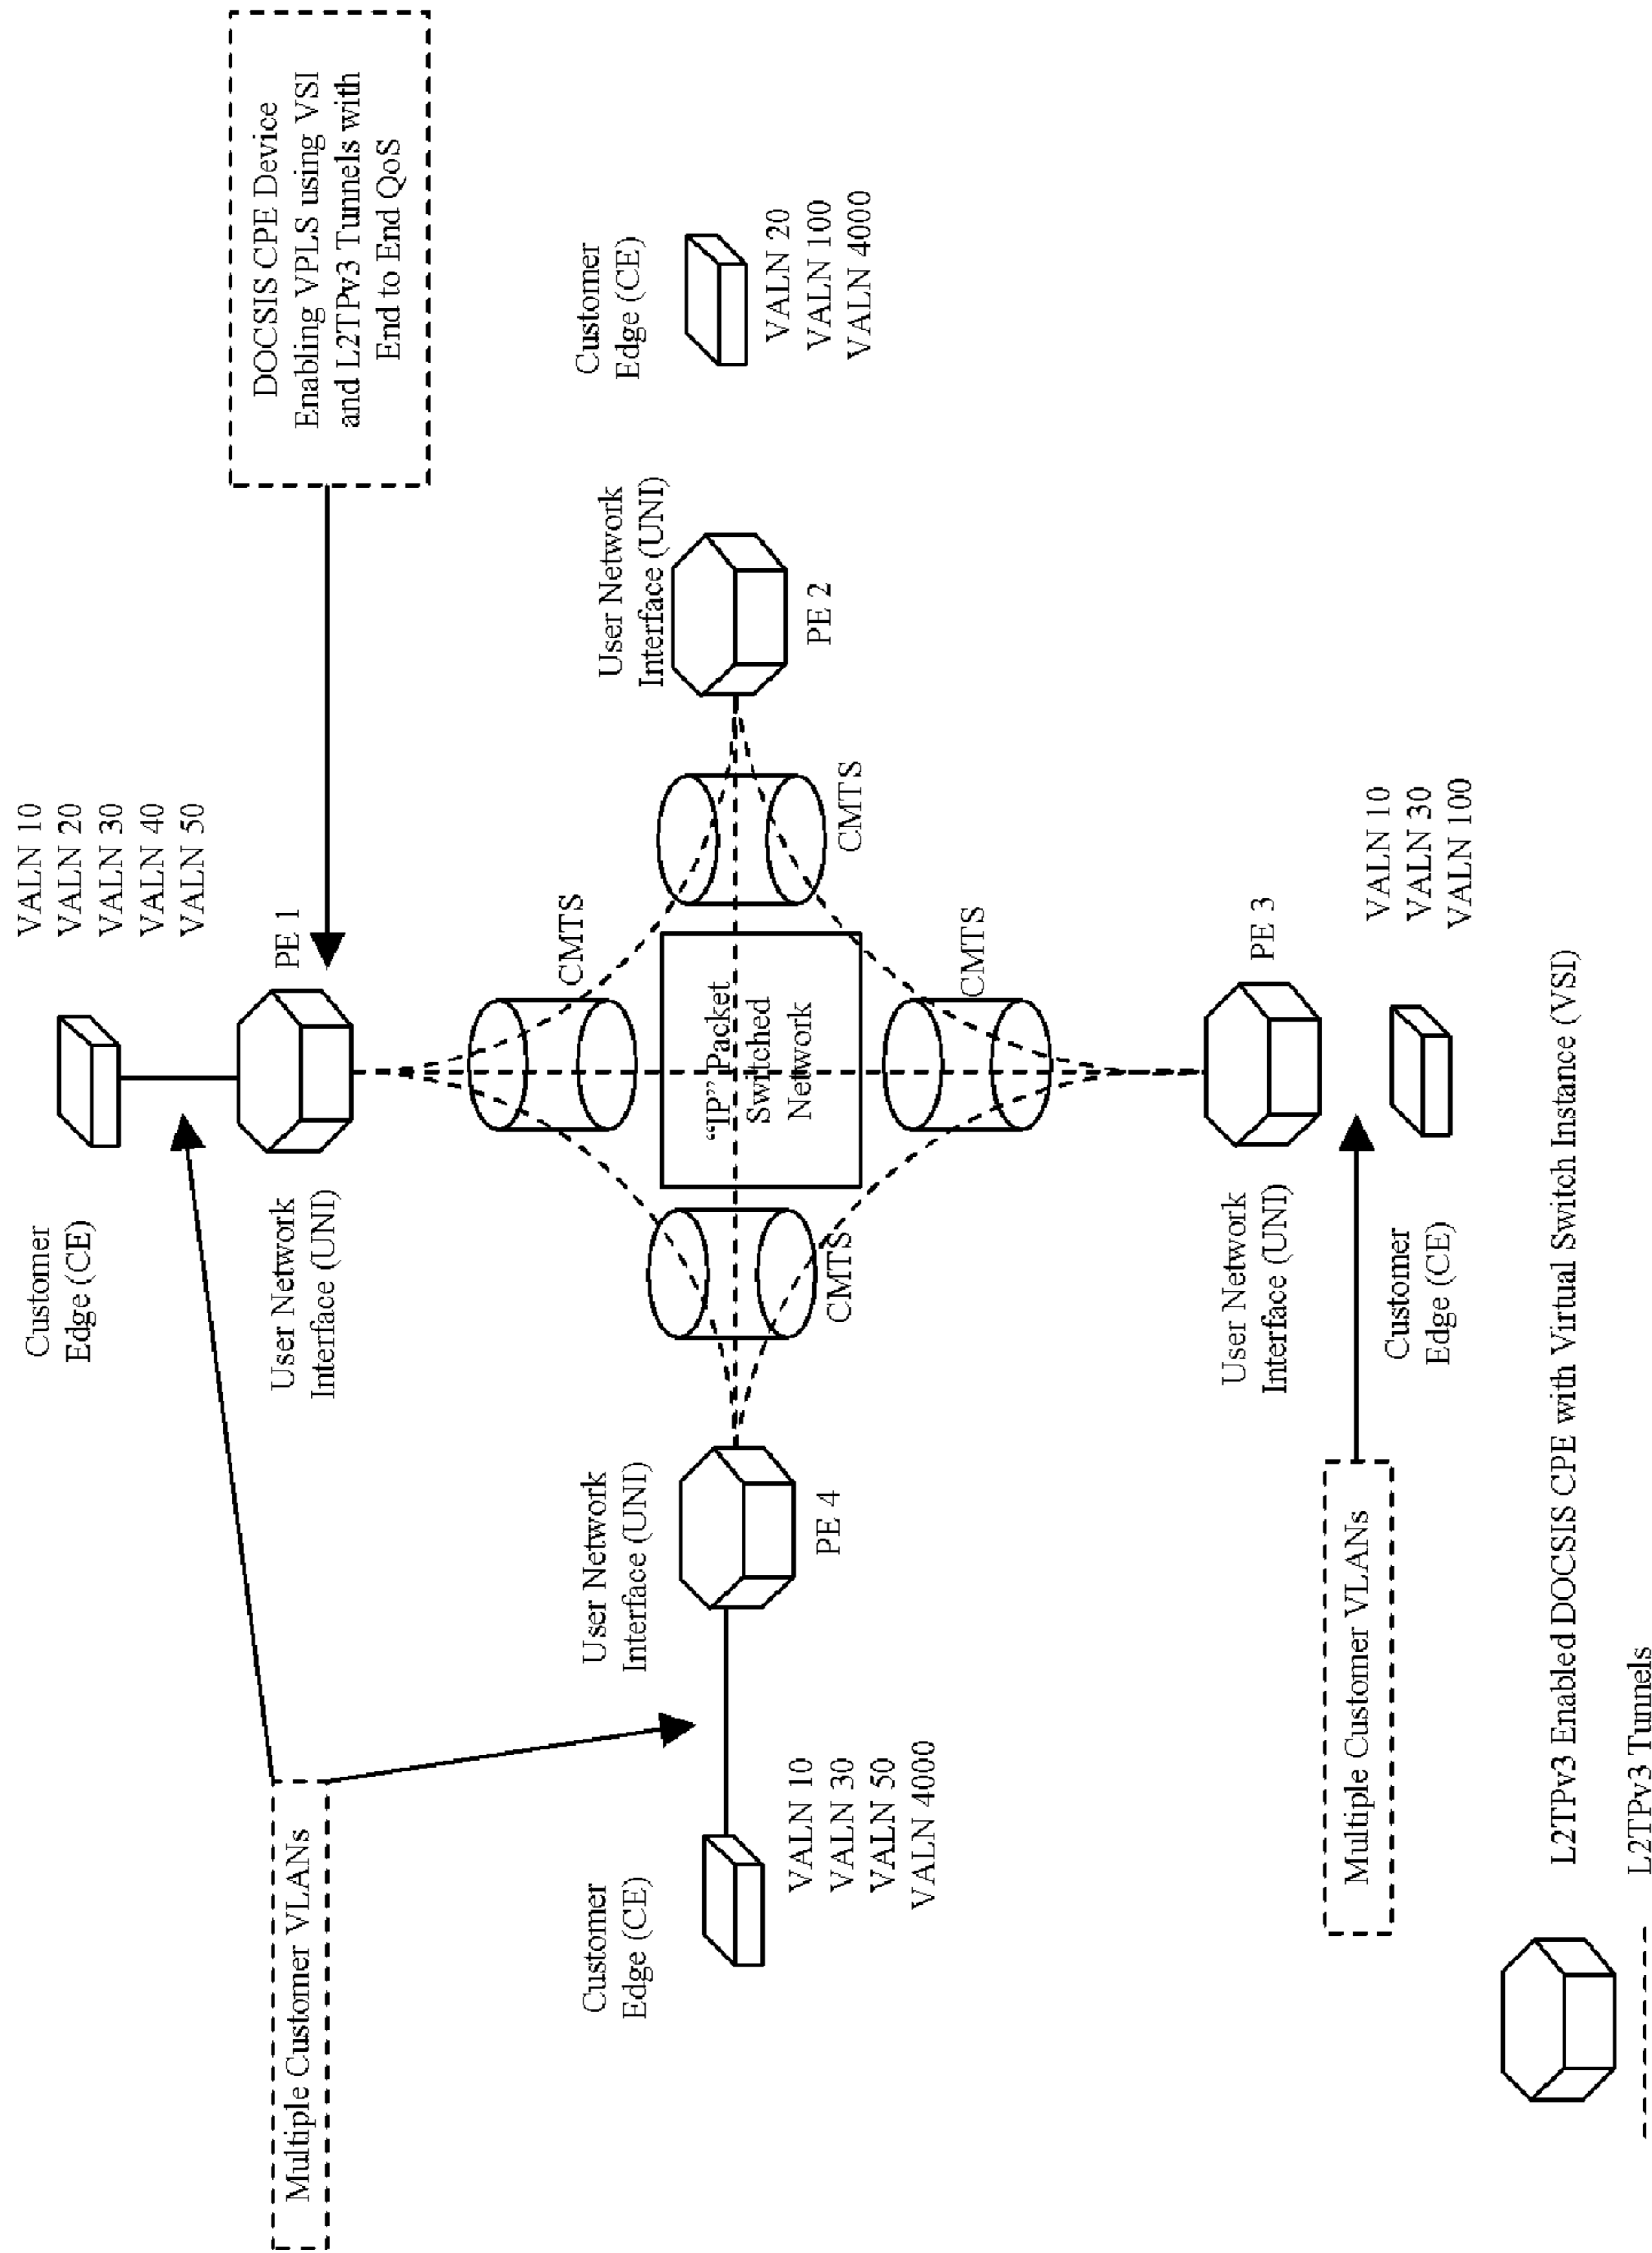 Multiple Customer VLANs
Customer
Edge (CE)
VALN 10
VALN 20
VALN 30
VALN 40
VALN 50
User Network
Interface (UNI)
PE 1
DOCSIS CPE Device
Enabling VPLS using VSI
and L2TPv3 Tunnels with
End to End QoS
Customer
Edge (CE)
VALN 10
VALN 30
VALN 50
VALN 4000
User Network
Interface (UNI)
PE 4
CMTS
CMTS
“IP” Packet
Switched
Network
CMTS
CMTS
User Network
Interface (UNI)
PE 2
Customer
Edge (CE)
VALN 20
VALN 100
VALN 4000
User Network
Interface (UNI)
PE 3
Multiple Customer VLANs
Customer
Edge (CE)
VALN 10
VALN 30
VALN 100
L2TPv3 Enabled DOCSIS CPE with Virtual Switch Instance (VSI)
L2TPv3 Tunnels